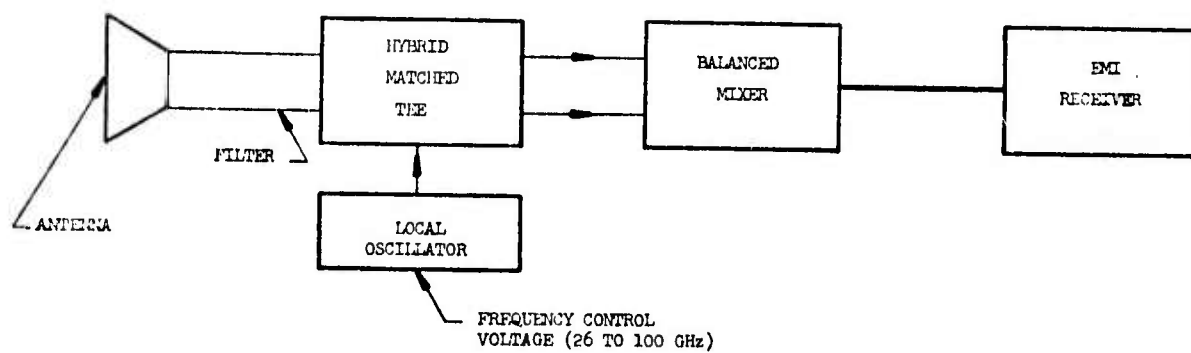 HYBRID
MATCHED
TEE
BALANCED
MIXER
EMI
RECEIVER
FILTER
ANTENNA
LOCAL
OSCILLATOR
FREQUENCY CONTROL
VOLTAGE (26 TO 100 GHz)